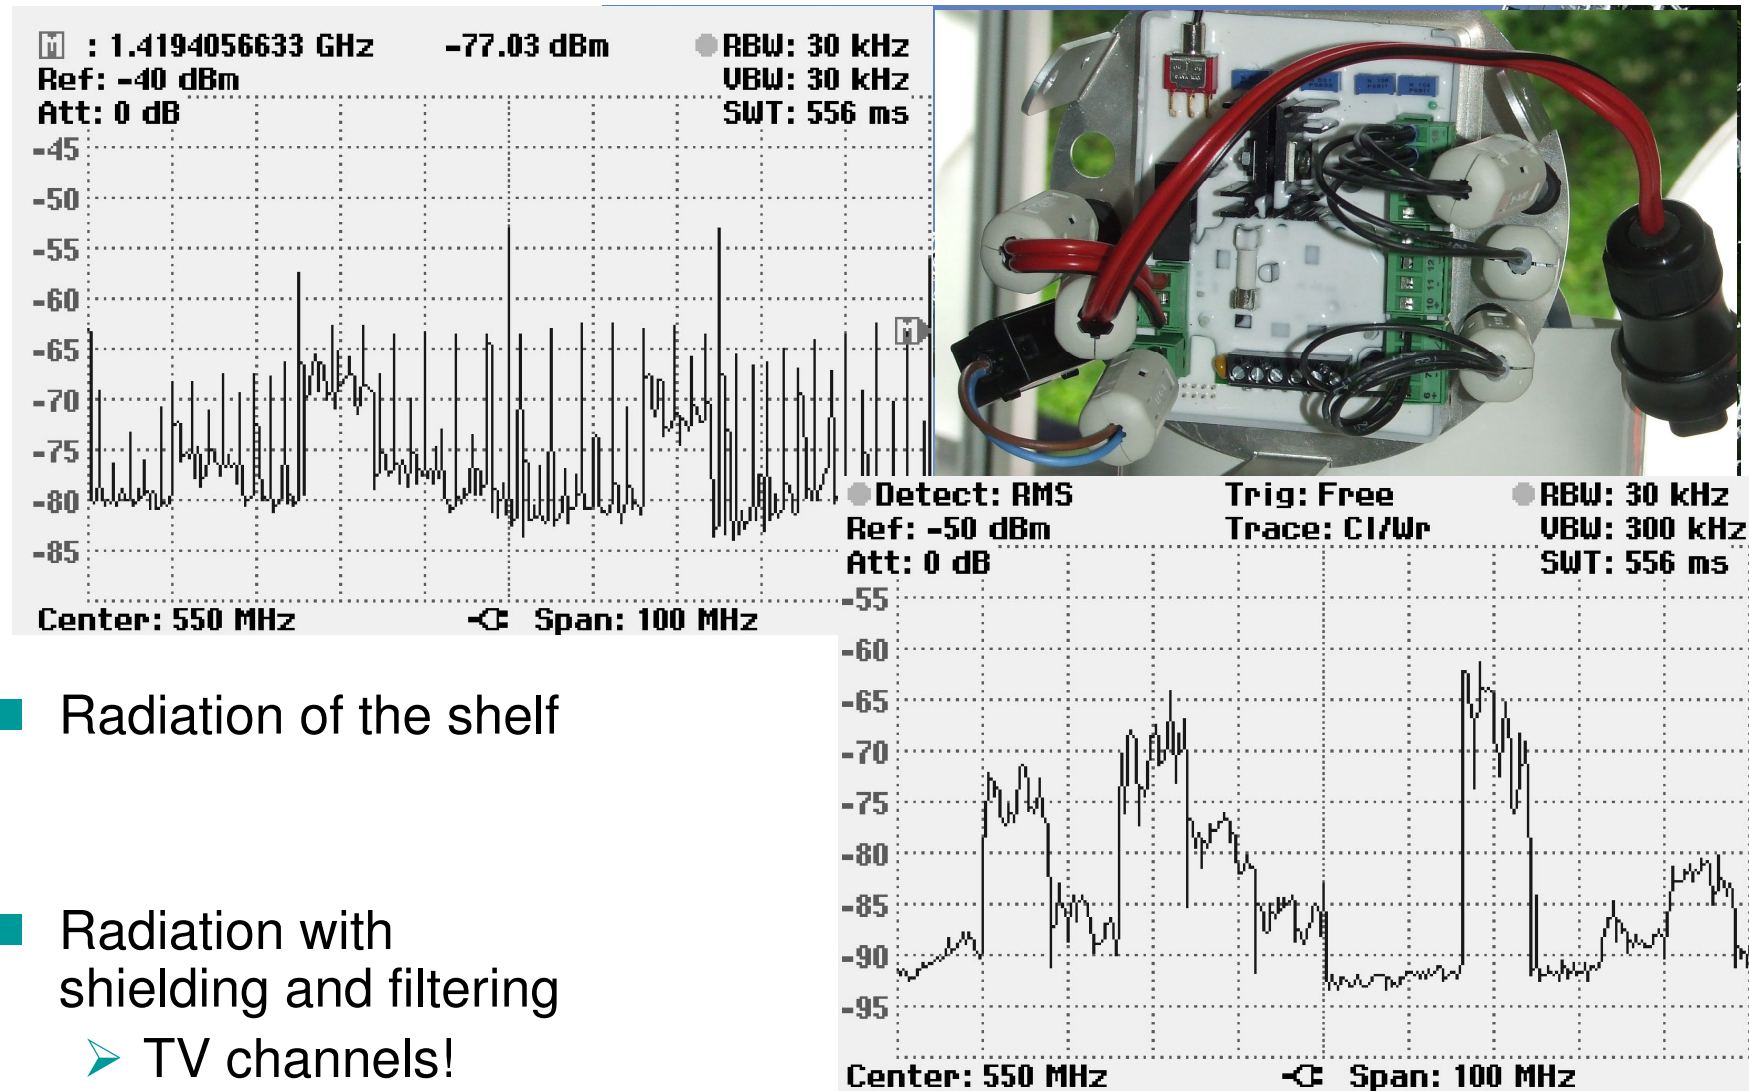 M : 1.4194056633 GHz -77.03 dBm RBW: 30 kHz
Ref: -40 dBm VBW: 30 kHz
Att: 0 dB SWT: 556 ms
-45
-50
-55
-60
M
-65
-70
-75
-80
-85
Center: 550 MHz Span: 100 MHz
Detect: RMS Trig: Free RBW: 30 kHz
Ref: -50 dBm Trace: Cl/Wr VBW: 300 kHz
Att: 0 dB SWT: 556 ms
-55
-60
-65
-70
-75
-80
-85
-90
-95
Center: 550 MHz Span: 100 MHz
Radiation of the shelf
Radiation with
shielding and filtering
TV channels!